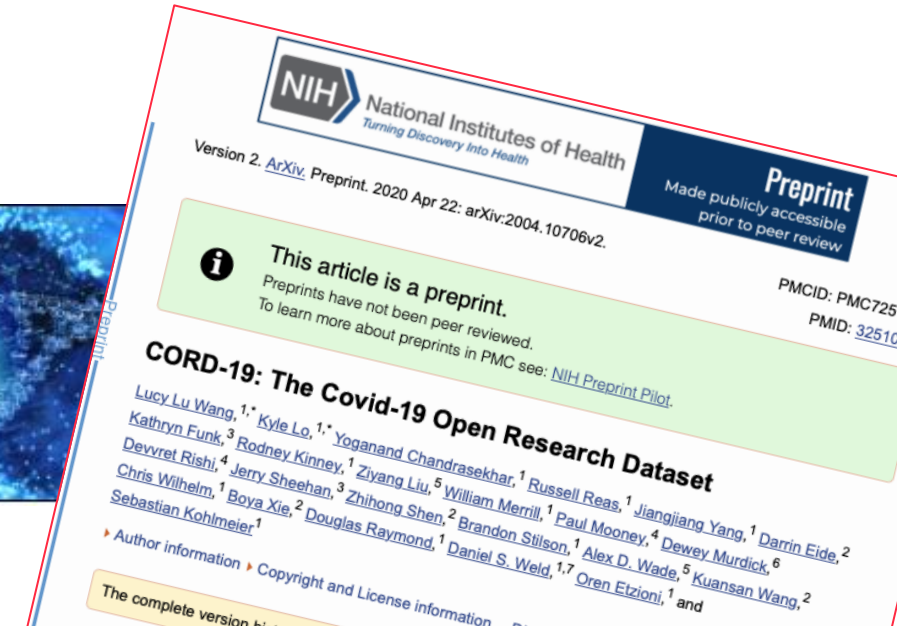 NIH
National Institutes of Health
Turning Discovery Into Health
Preprint
Made publicly accessible
prior to peer review
Version 2. ArXiv. Preprint. 2020 Apr 22: arXiv:2004.10706v2.
PMCID: PMC725
PMID: 32510
This article is a preprint.
Preprints have not been peer reviewed.
To learn more about preprints in PMC see: NIH Preprint Pilot.
Preprint
CORD-19: The Covid-19 Open Research Dataset
Lucy Lu Wang,1,* Kyle Lo,1,* Yoganand Chandrasekhar,1 Russell Reas,1 Jiangjiang Yang,1 Darrin Eide,2
Kathryn Funk,3 Rodney Kinney,1 Ziyang Liu,5 William Merrill,1 Paul Mooney,4 Dewey Murdick,6
Devvret Rishi,4 Jerry Sheehan,3 Zhihong Shen,2 Brandon Stilson,1 Alex D. Wade,5 Kuansan Wang,2
Chris Wilhelm,1 Boya Xie,2 Douglas Raymond,1 Daniel S. Weld,1,7 Oren Etzioni,1 and
Sebastian Kohlmeier1
Author information Copyright and License information
The complete version